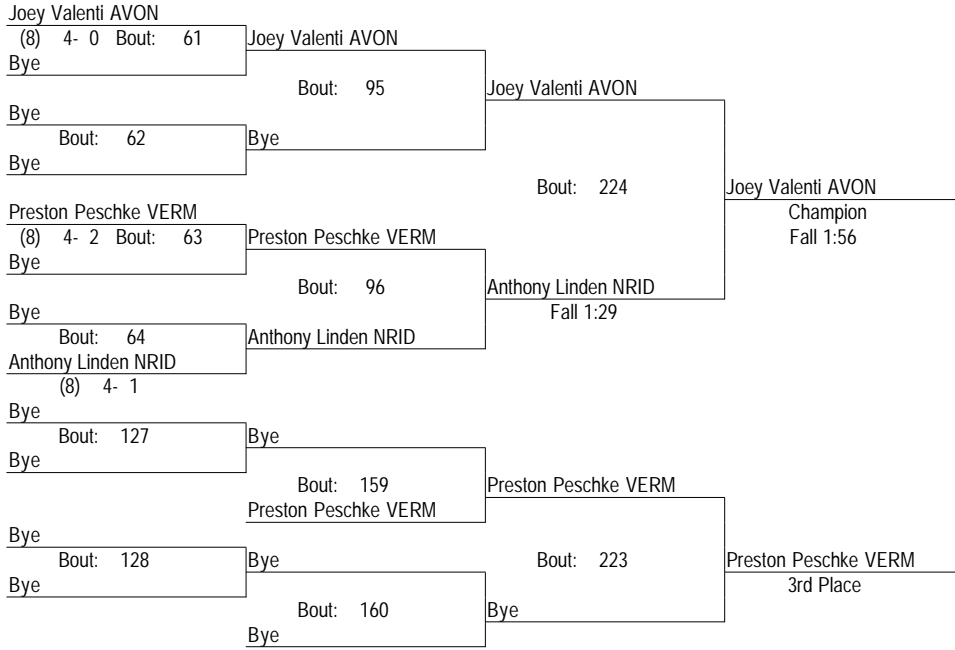 Joey Valenti AVON
(8) 4- 0 Bout: 61 Joey Valenti AVON
Bye
Bout: 95 Joey Valenti AVON
Bye
Bout: 62 Bye
Bye
Bout: 224 Joey Valenti AVON
Preston Peschke VERM Champion
(8) 4- 2 Bout: 63 Preston Peschke VERM Fall 1:56
Bye
Bout: 96 Anthony Linden NRID
Bye Fall 1:29
Bout: 64 Anthony Linden NRID
Anthony Linden NRID
(8) 4- 1
Bye
Bout: 127 Bye
Bye
Bout: 159 Preston Peschke VERM
Preston Peschke VERM
Bye
Bout: 128 Bye Bout: 223 Preston Peschke VERM
Bye 3rd Place
Bout: 160 Bye
Bye